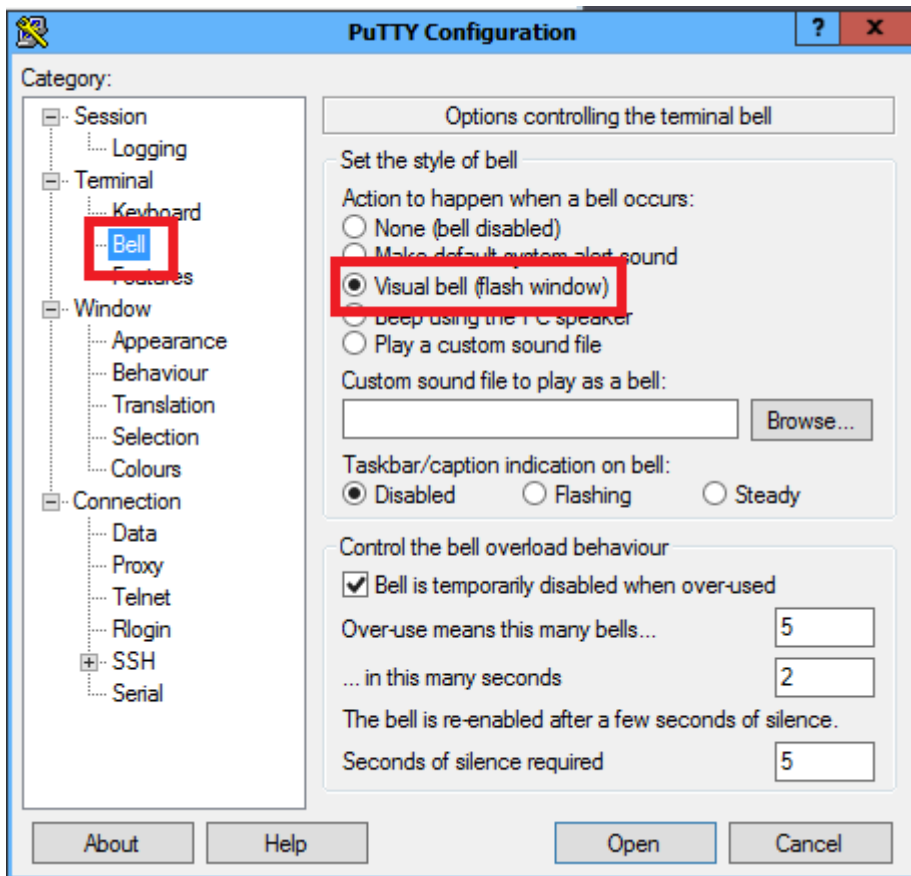 PuTTY Configuration
?
x
Category:
Session
Logging
Terminal
Keyboard
Bell
Features
Window
Appearance
Behaviour
Translation
Selection
Colours
Connection
Data
Proxy
Telnet
Rlogin
SSH
Serial
Options controlling the terminal bell
Set the style of bell
Action to happen when a bell occurs:
None (bell disabled)
Make default system alert sound
Visual bell (flash window)
Beep using the PC speaker
Play a custom sound file
Custom sound file to play as a bell:
Browse...
Taskbar/caption indication on bell:
Disabled Flashing Steady
Control the bell overload behaviour
Bell is temporarily disabled when over-used
Over-use means this many bells... 5
... in this many seconds 2
The bell is re-enabled after a few seconds of silence.
Seconds of silence required 5
About Help Open Cancel